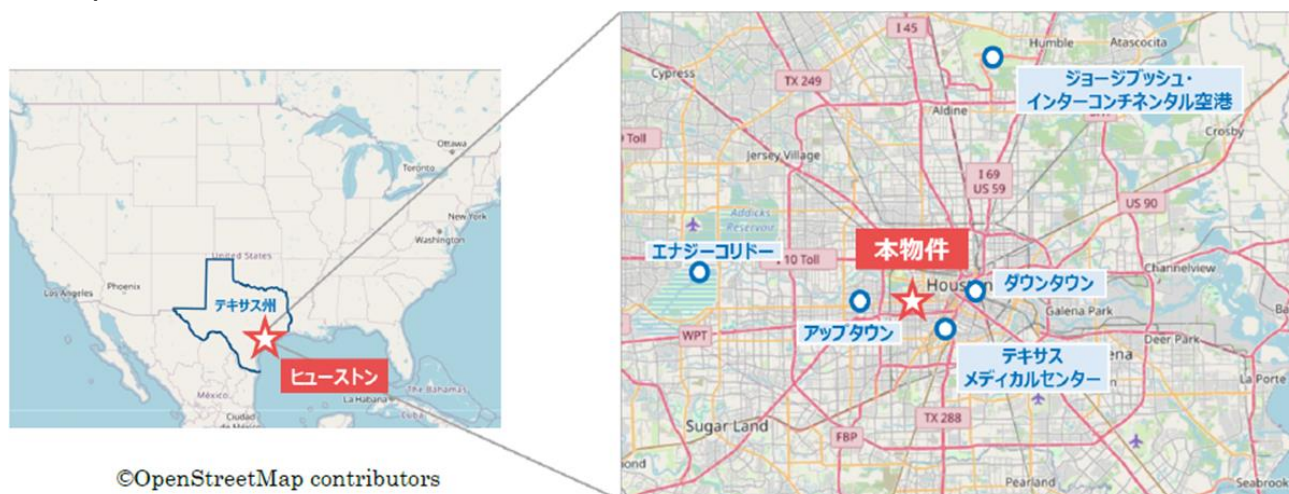 Ottawa
Toronto
New York
Washington
United States
Los Angeles
Phoenix
テキサス州
ヒューストン
México
Ciudad
de México
La Habana
Cuba
The Bahamas
©OpenStreetMap contributors
I 45
Humble
Atascocita
Cypress
TX 249
ジョージブッシュ・
インターコンチネンタル空港
Aldine
Crosby
Toll
Jersey Village
I 69
US 59
US 90
Addicks
Reservoir
エナジーコリドー
10 Toll
本物件
Channelview
ダウンタウン
アップタウン
Galena Park
WPT
Deer Park
テキサス
メディカルセンター
La Porte
TX 288
Sugar Land
FBP
Pearland
Seabrook